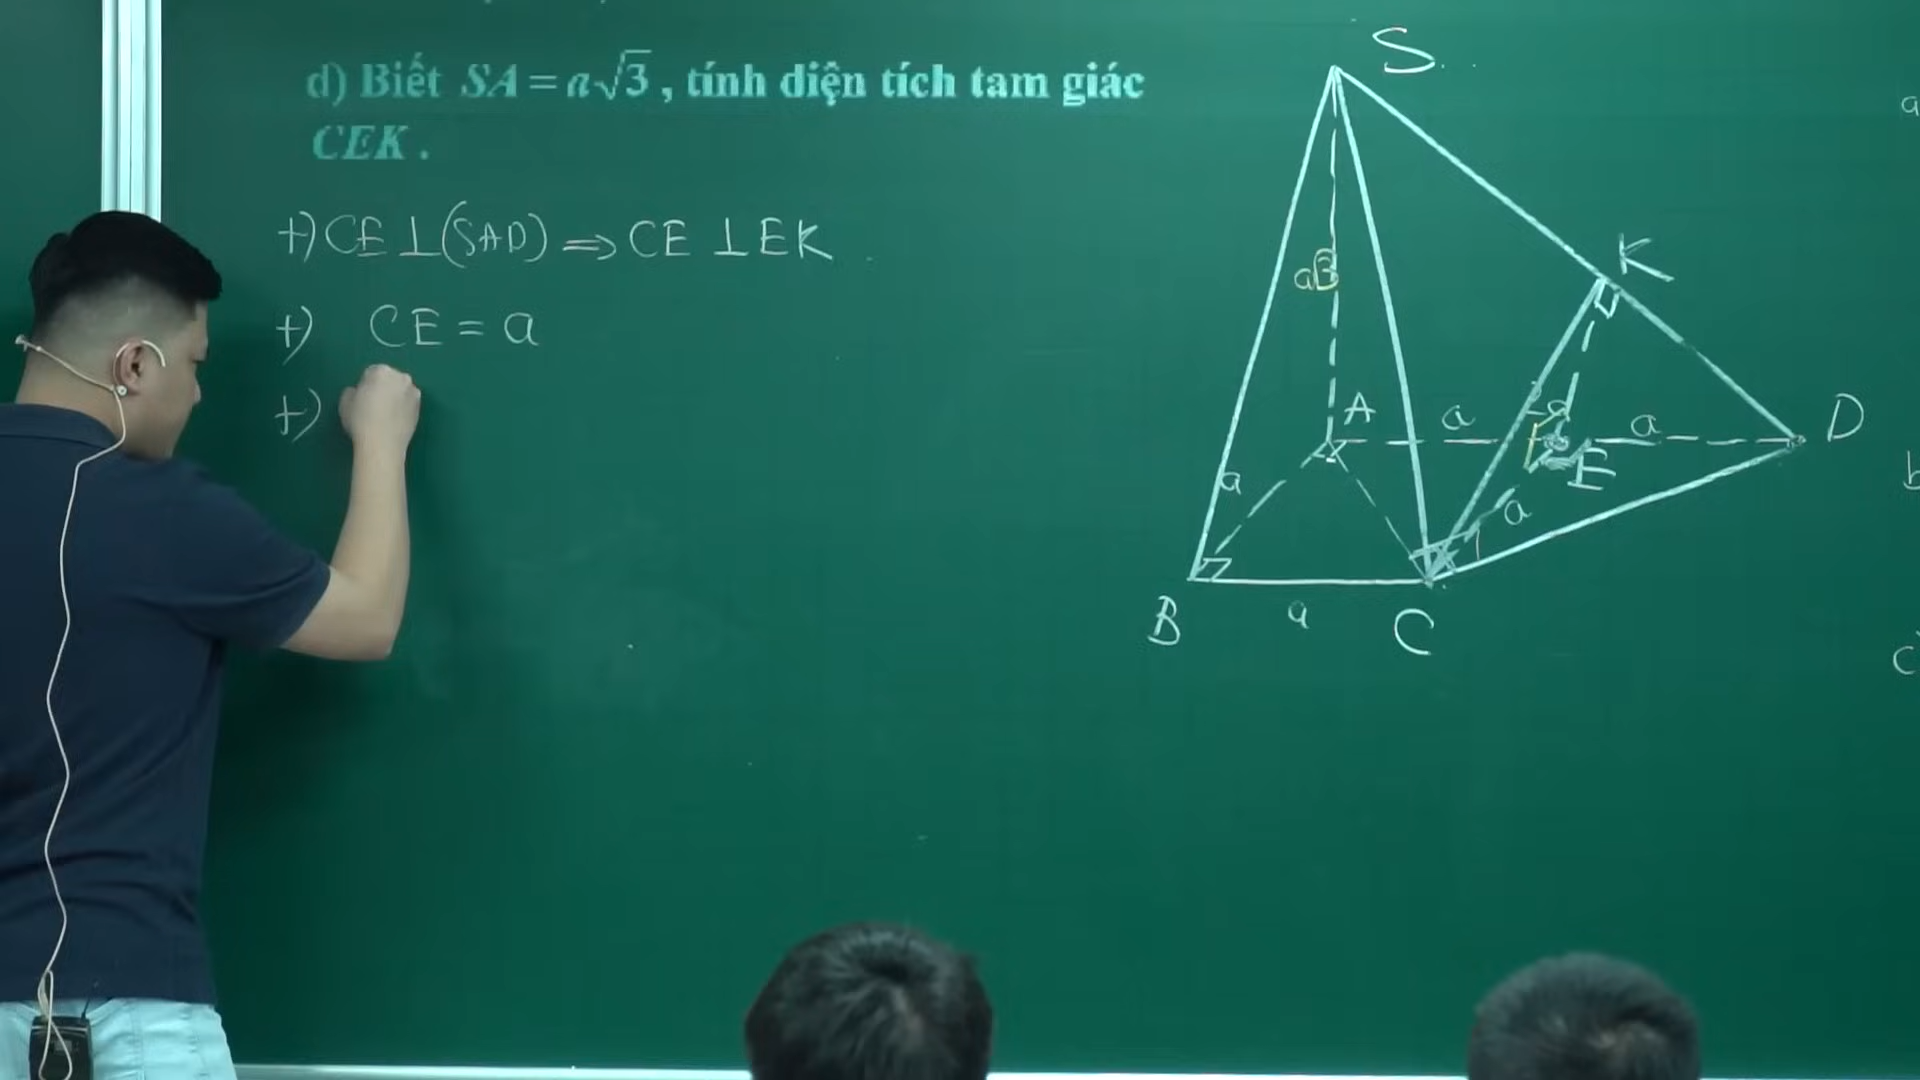 d) Biết SA = a√3, tính diện tích tam giác
CEK.
+) CE ⊥ (SAD) => CE ⊥ EK
+) CE = a
+)
S
K
a√3
A
a
a
D
E
a
a
B
a
C
a
b
c